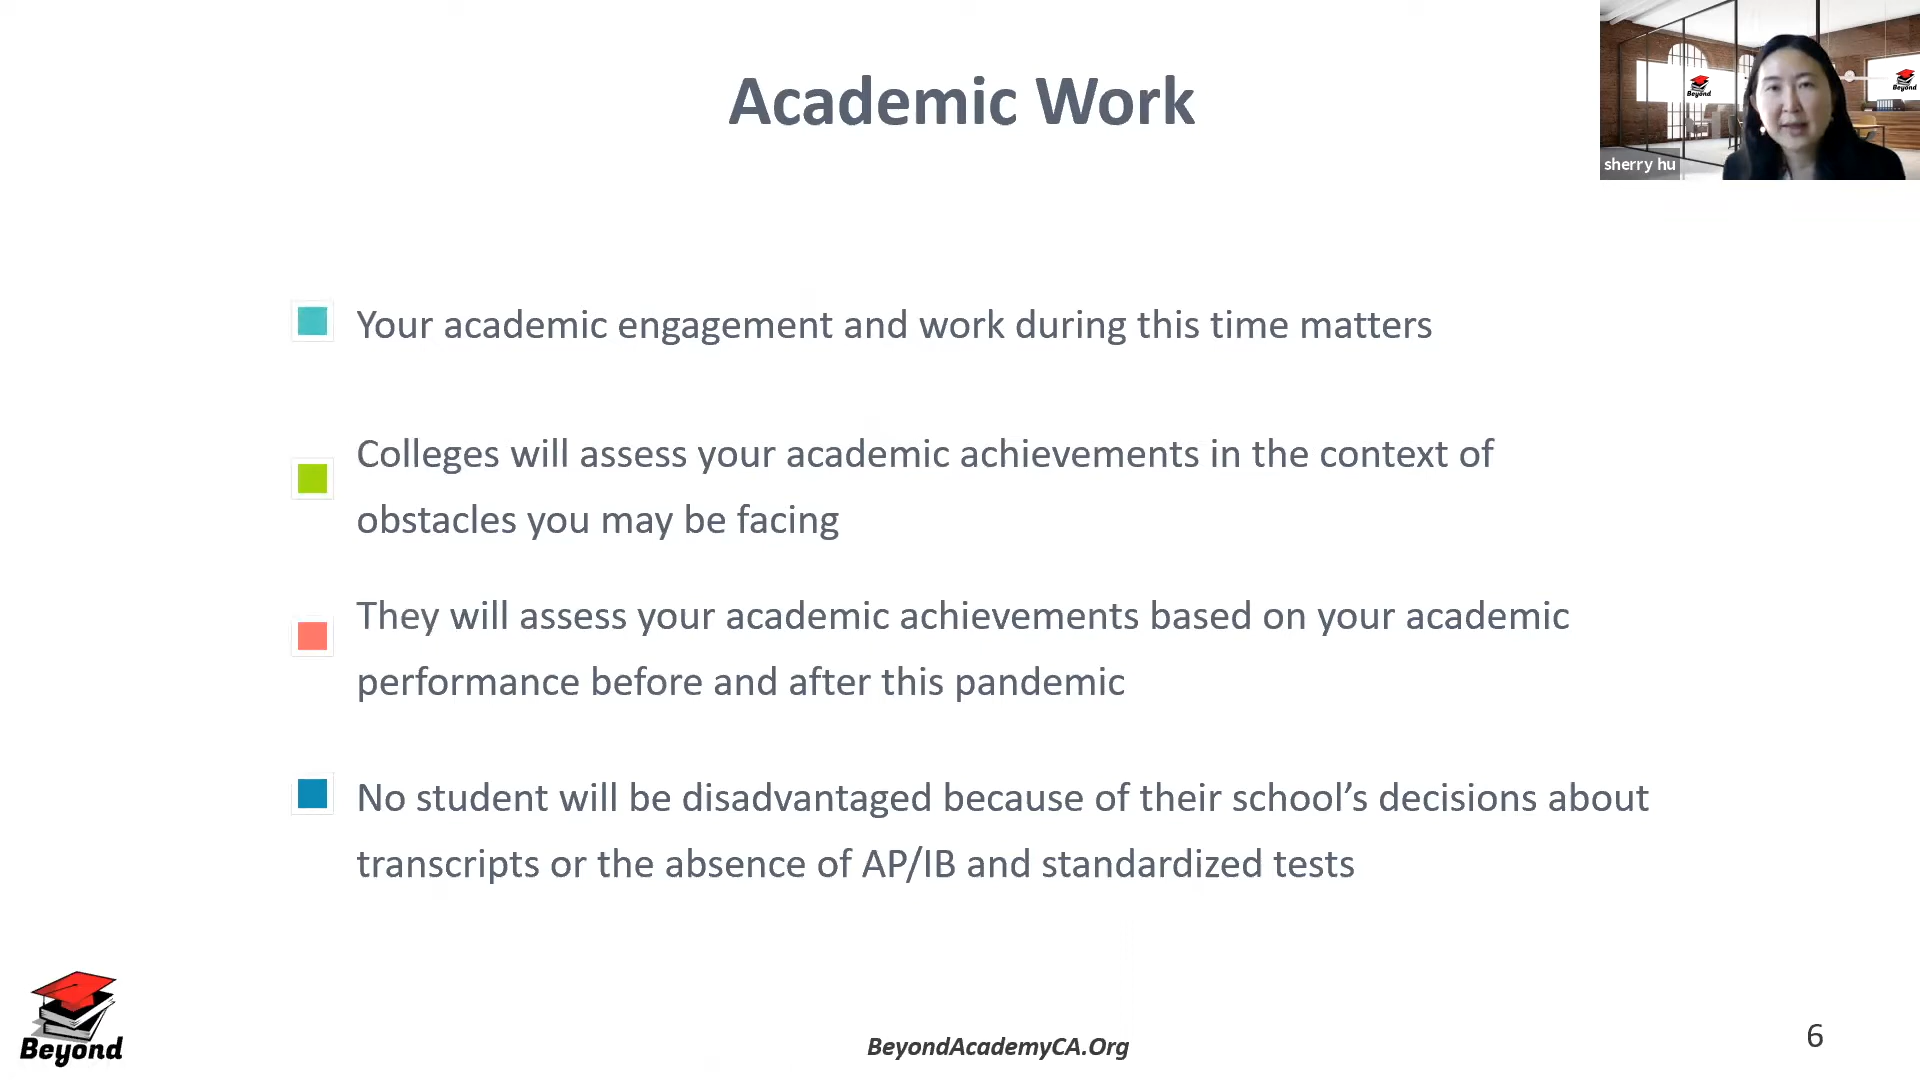 Academic Work
Beyond
Beyond
sherry hu
Your academic engagement and work during this time matters
Colleges will assess your academic achievements in the context of
obstacles you may be facing
They will assess your academic achievements based on your academic
performance before and after this pandemic
No student will be disadvantaged because of their school’s decisions about
transcripts or the absence of AP/IB and standardized tests
Beyond
BeyondAcademyCA.Org
6